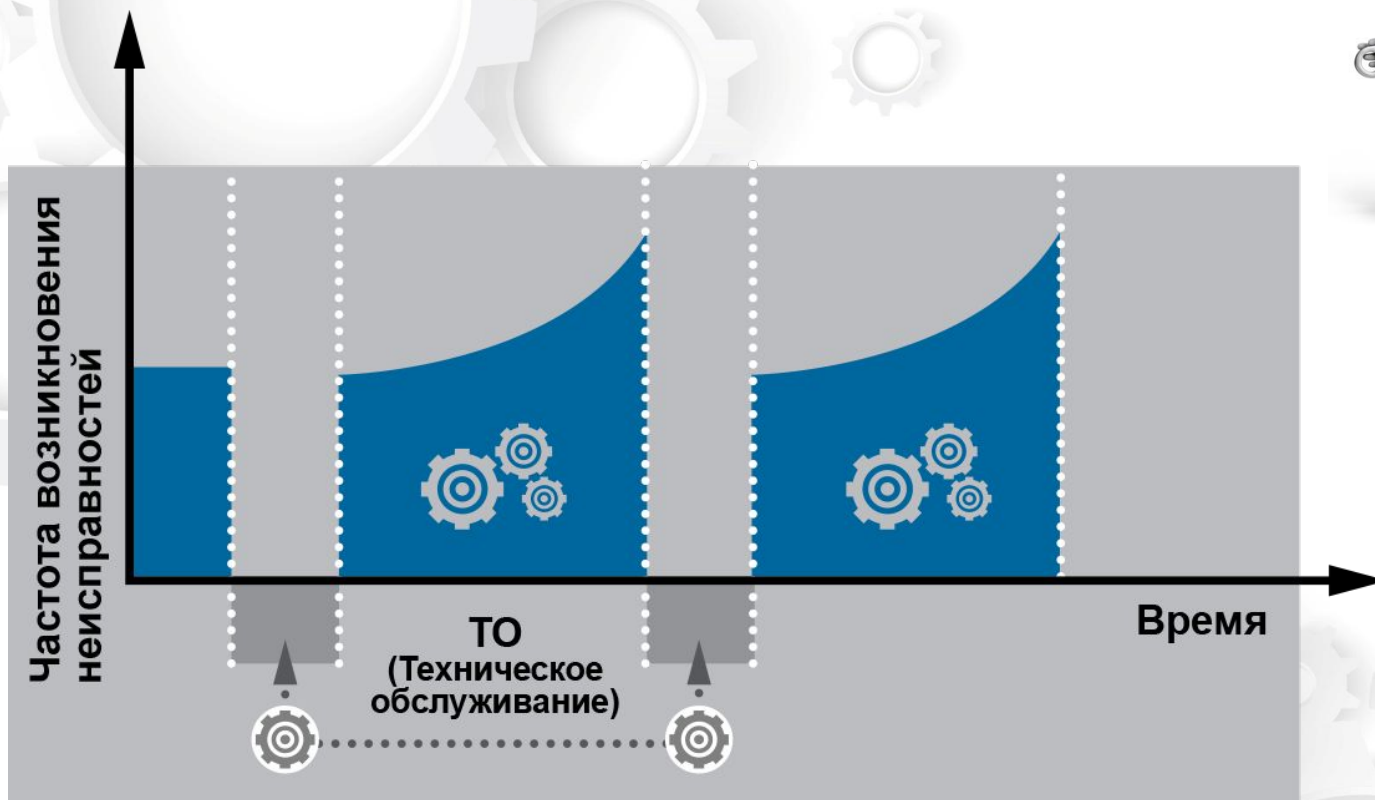 Частота возникновения
неисправностей
ТО
(Техническое
обслуживание)
Время